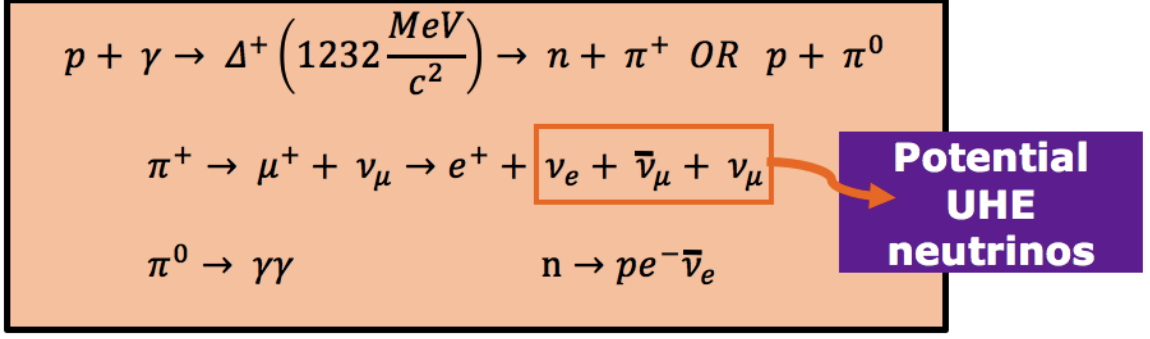 p + γ → Δ⁺ (1232 MeV/c²) → n + π⁺ OR p + π⁰
π⁺ → μ⁺ + ν_μ → e⁺ + ν_e + ν̄_μ + ν_μ
π⁰ → γγ
n → pe⁻ν̄_e
Potential
UHE
neutrinos